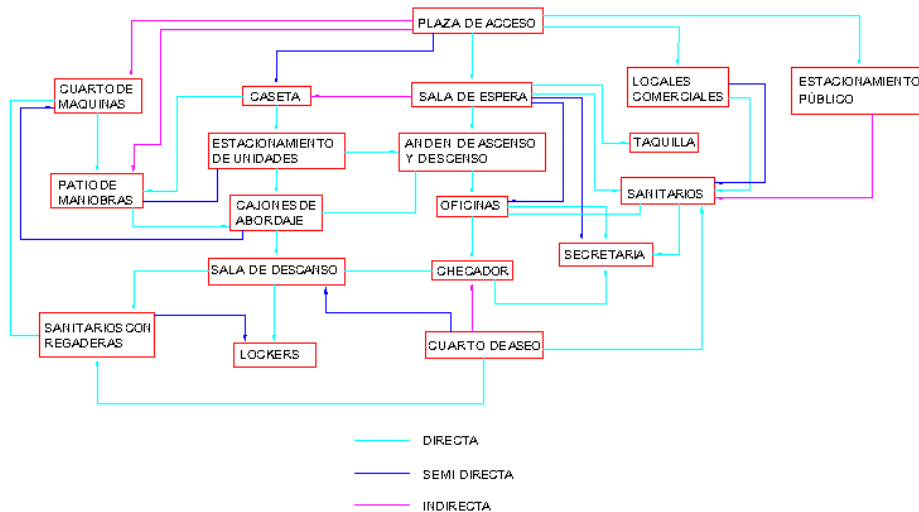 PLAZA DE ACCESO
CUARTO DE
MAQUINAS
CASETA
SALA DE ESPERA
LOCALES
COMERCIALES
ESTACIONAMIENTO
PÚBLICO
ESTACIONAMIENTO
DE UNIDADES
ANDEN DE ASCENSO
Y DESCENSO
TAQUILLA
PATIO DE
MANIOBRAS
CAJONES DE
ABORDAJE
OFICINAS
SANITARIOS
SECRETARIA
SALA DE DESCANSO
CHECADOR
SANITARIOS CON
REGADERAS
LOCKERS
CUARTO DE ASEO
DIRECTA
SEMI DIRECTA
INDIRECTA